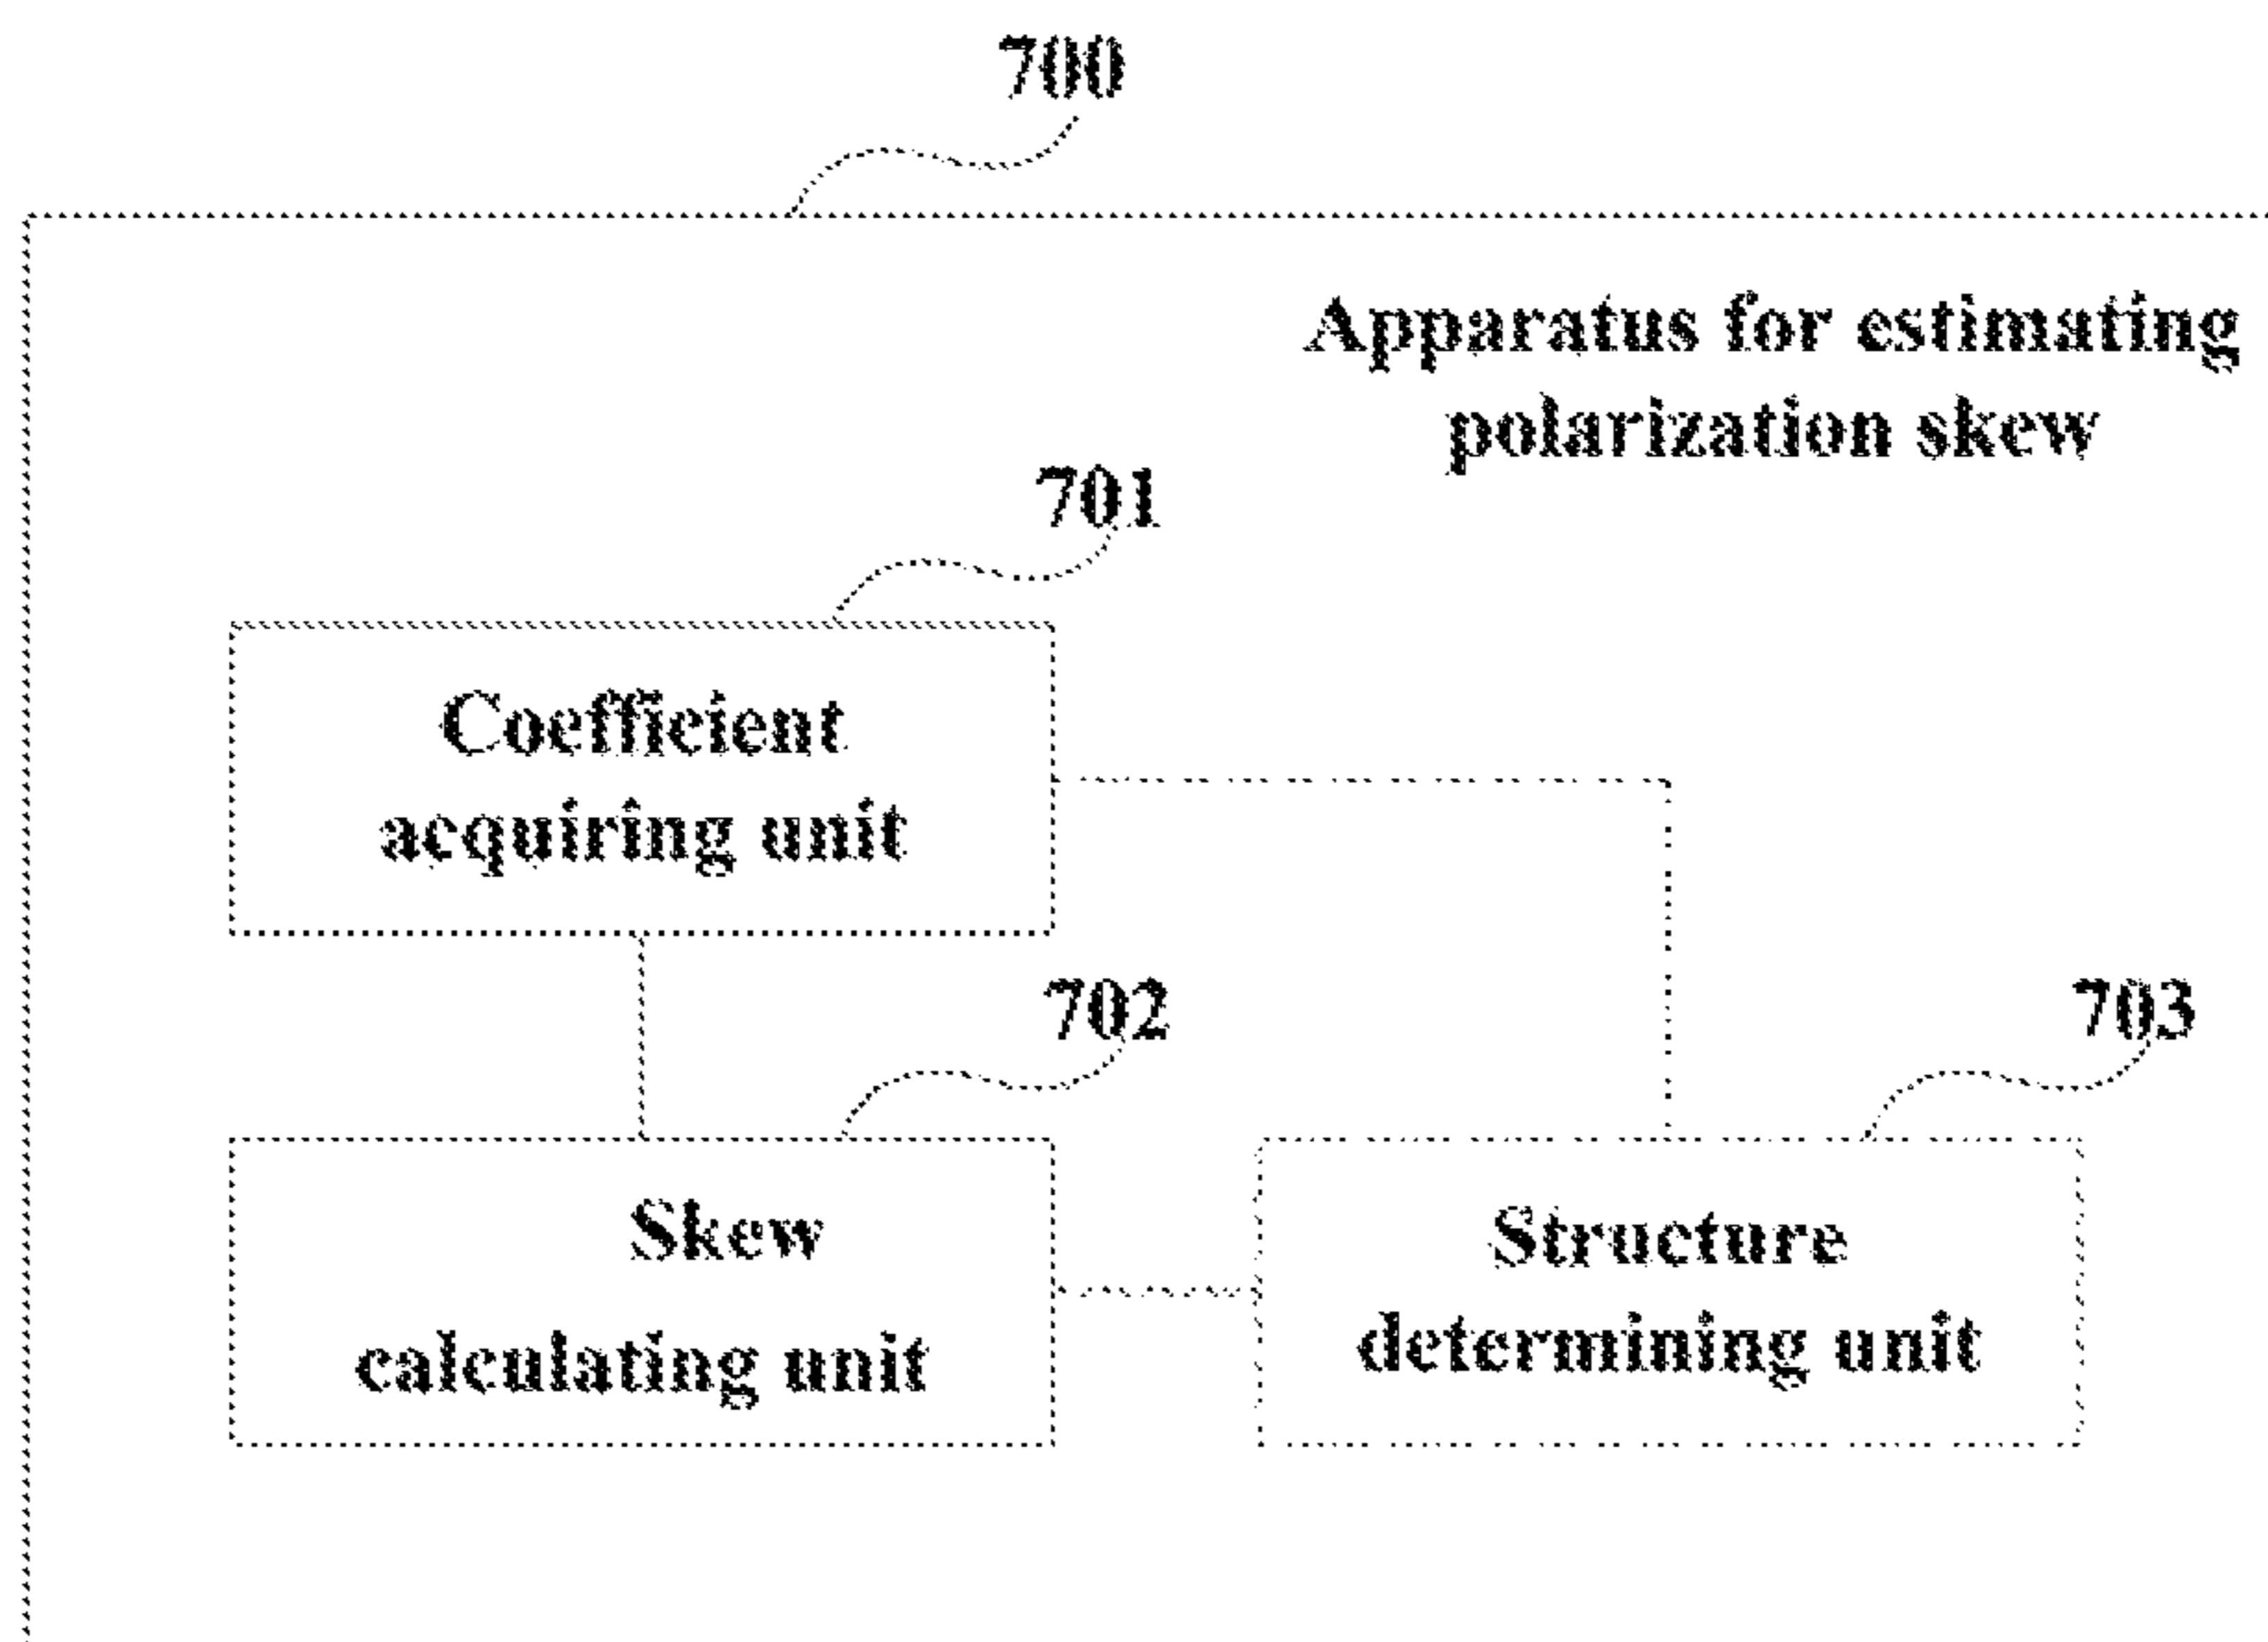 700
Apparatus for estimating
polarization skew
701
Coefficient
acquiring unit
702
703
Skew
calculating unit
Structure
determining unit